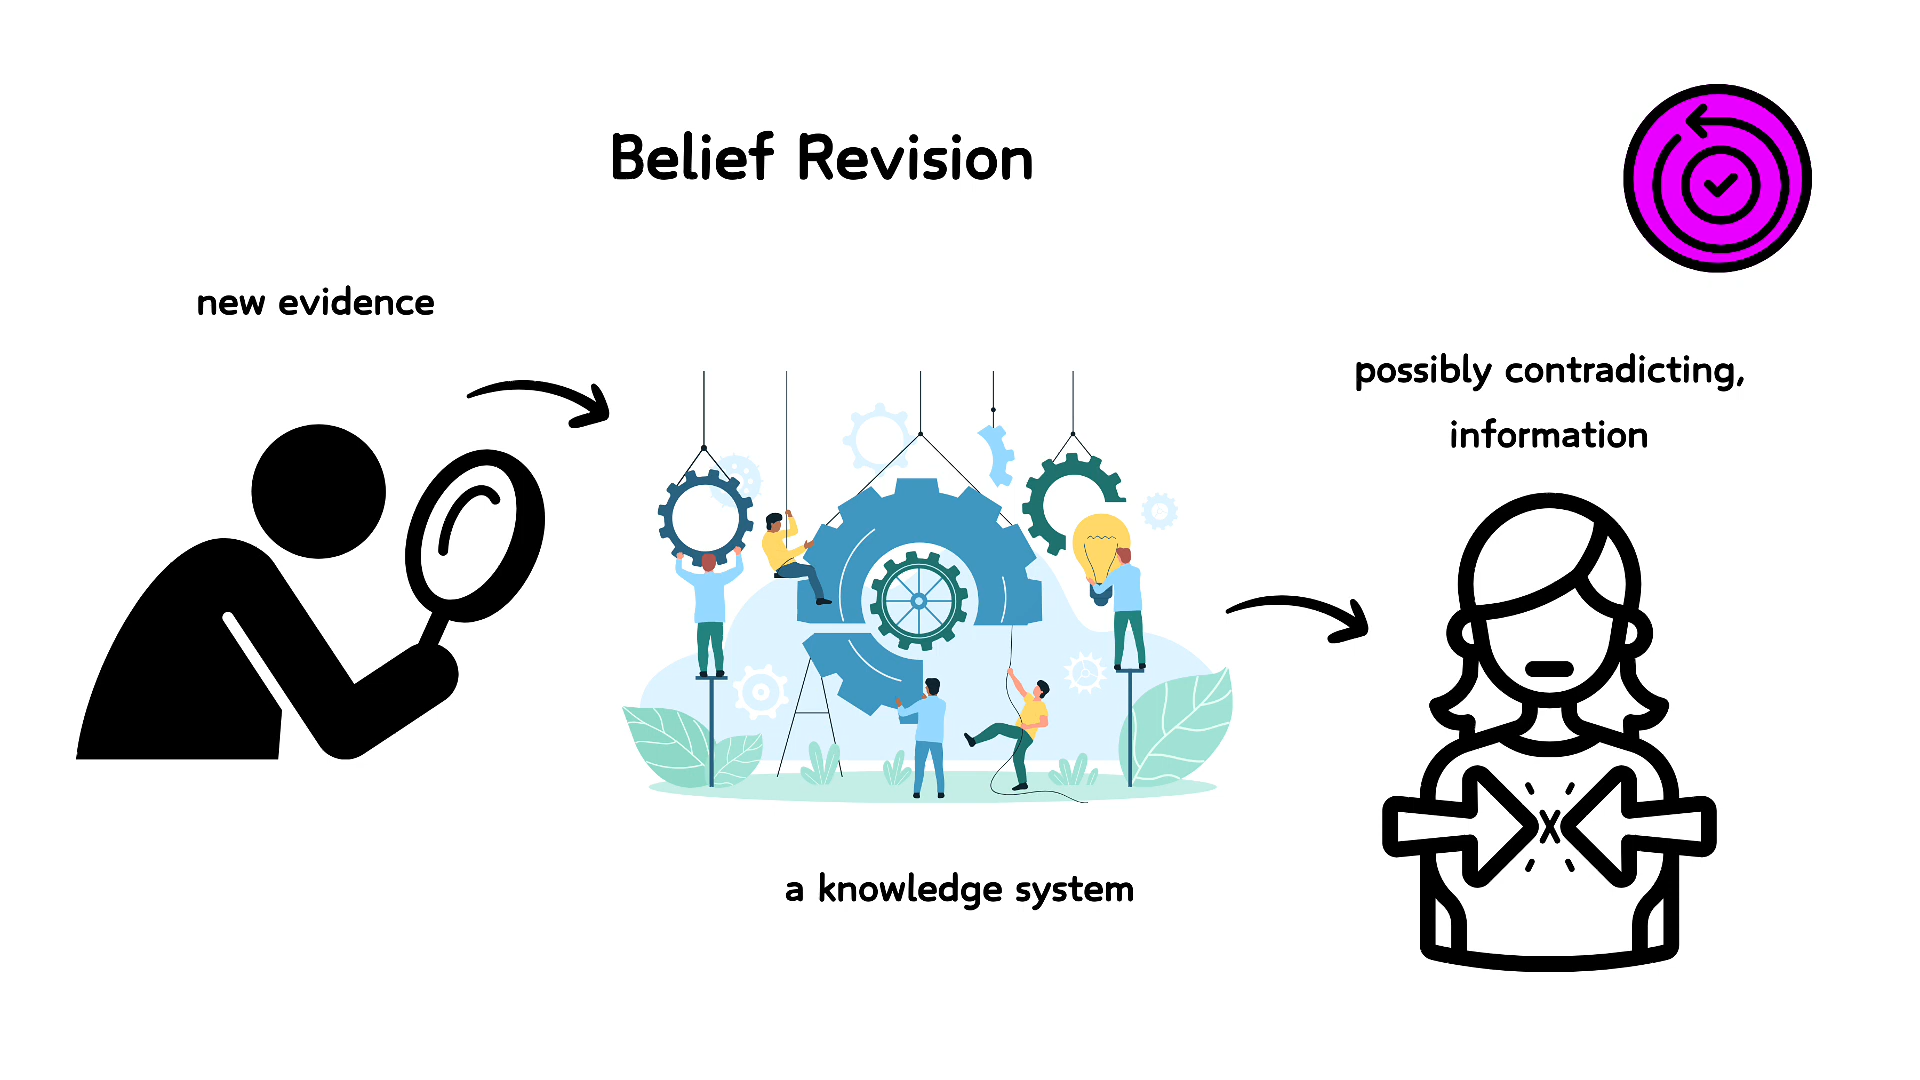 Belief Revision
new evidence
possibly contradicting,
information
a knowledge system